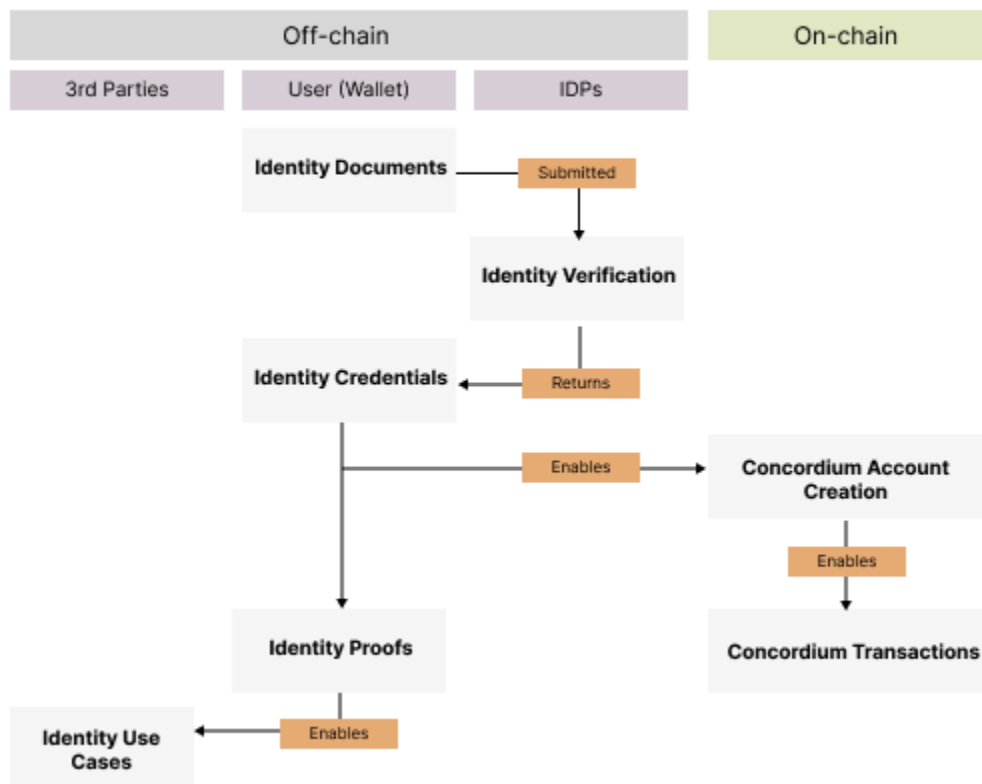 Off-chain
On-chain
3rd Parties
User (Wallet)
IDPs
Identity Documents
Submitted
Identity Verification
Identity Credentials
Returns
Enables
Concordium Account
Creation
Enables
Identity Proofs
Concordium Transactions
Enables
Identity Use
Cases